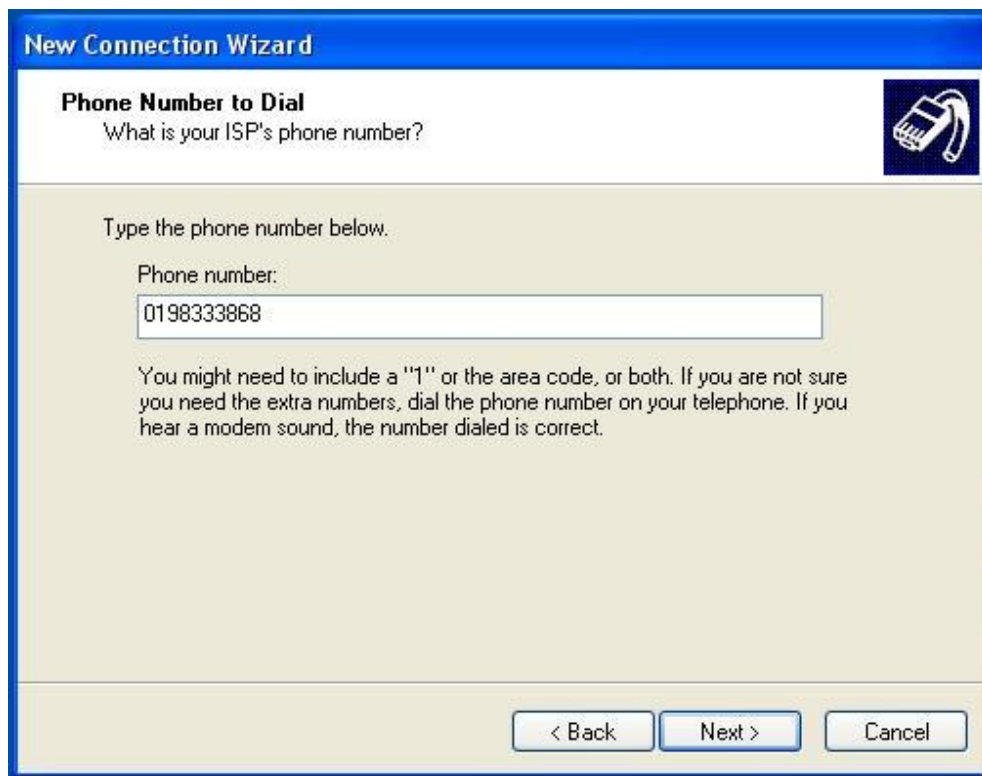 New Connection Wizard
Phone Number to Dial
What is your ISP's phone number?
Type the phone number below.
Phone number:
0198333868
You might need to include a "1" or the area code, or both. If you are not sure
you need the extra numbers, dial the phone number on your telephone. If you
hear a modem sound, the number dialed is correct.
< Back
Next >
Cancel